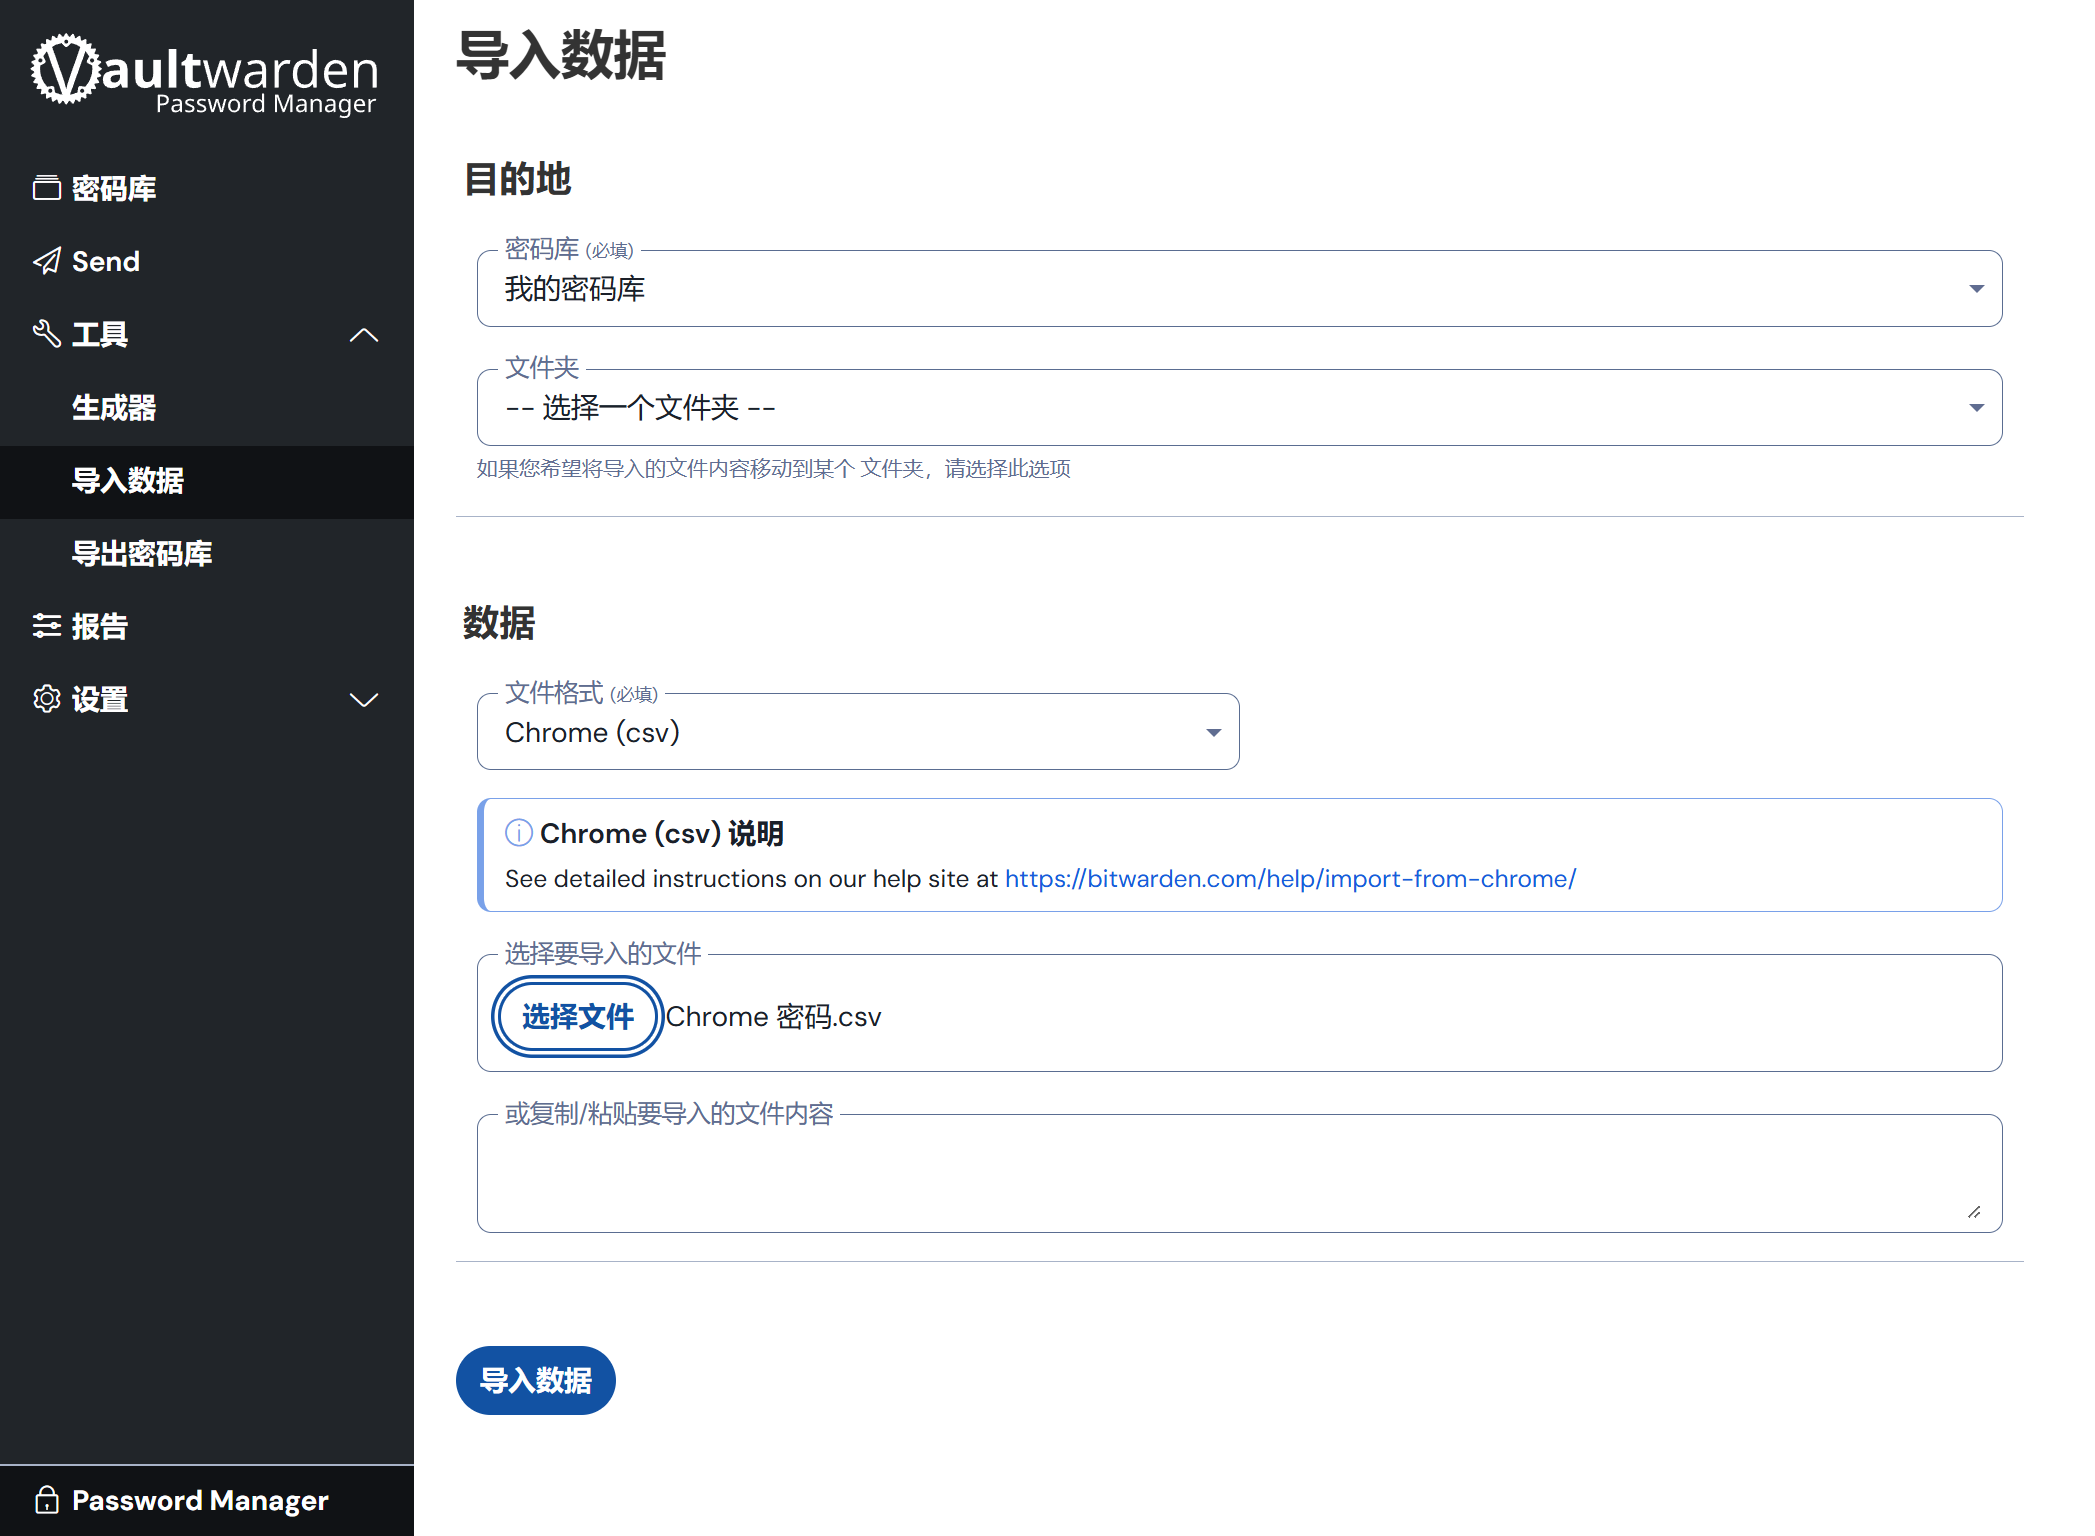 Vaultwarden
Password Manager
密码库
Send
工具
生成器
导入数据
导出密码库
报告
设置
Password Manager
导入数据
目的地
密码库 (必填)
我的密码库
文件夹
-- 选择一个文件夹 --
如果您希望将导入的文件内容移动到某个 文件夹，请选择此选项
数据
文件格式 (必填)
Chrome (csv)
Chrome (csv) 说明
See detailed instructions on our help site at https://bitwarden.com/help/import-from-chrome/
选择要导入的文件
选择文件 Chrome 密码.csv
或复制/粘贴要导入的文件内容
导入数据